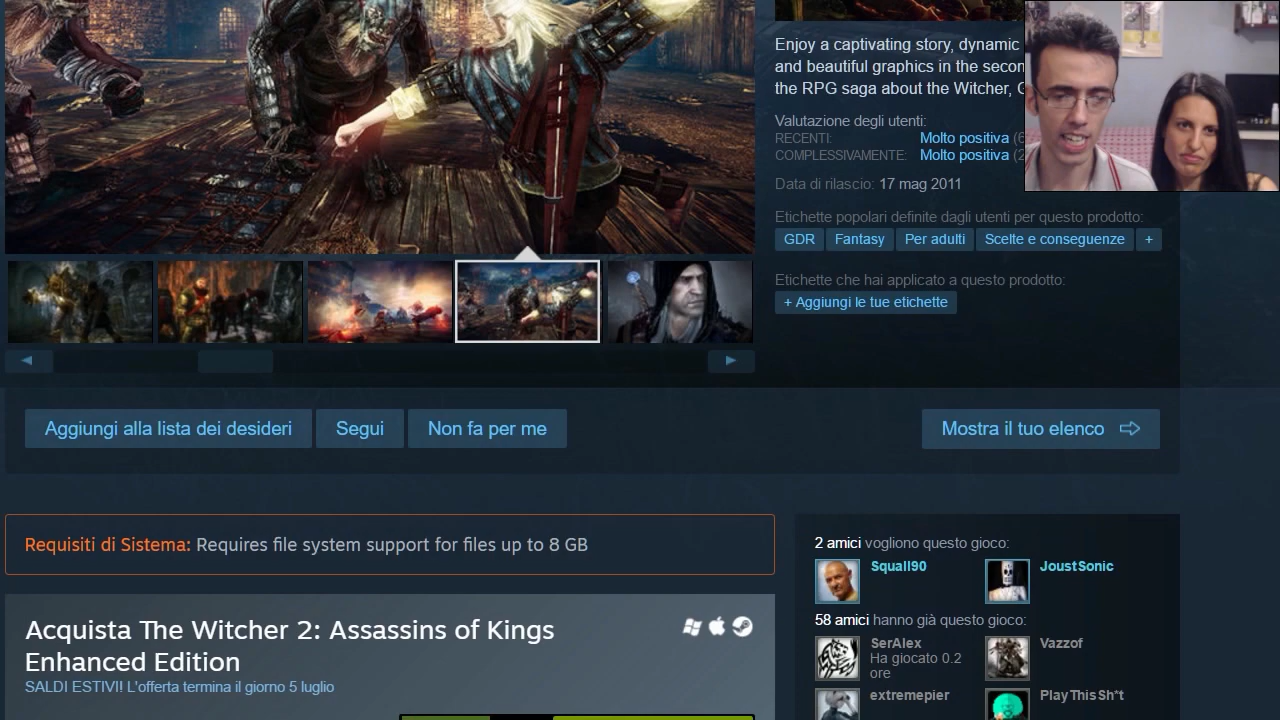 Enjoy a captivating story, dynamic
and beautiful graphics in the secon
the RPG saga about the Witcher,
Valutazione degli utenti:
RECENTI: Molto positiva
COMPLESSIVAMENTE: Molto positiva
Data di rilascio: 17 mag 2011
Etichette popolari definite dagli utenti per questo prodotto:
GDR Fantasy Per adulti Scelte e conseguenze +
Etichette che hai applicato a questo prodotto:
+ Aggiungi le tue etichette
Aggiungi alla lista dei desideri Segui Non fa per me Mostra il tuo elenco
Requisiti di Sistema: Requires file system support for files up to 8 GB
Acquista The Witcher 2: Assassins of Kings
Enhanced Edition
SALDI ESTIVI! L'offerta termina il giorno 5 luglio
2 amici vogliono questo gioco:
Squall90 JoustSonic
58 amici hanno già questo gioco:
SerAlex Vazzof
Ha giocato 0.2
ore
extremepier PlayThisSh*t